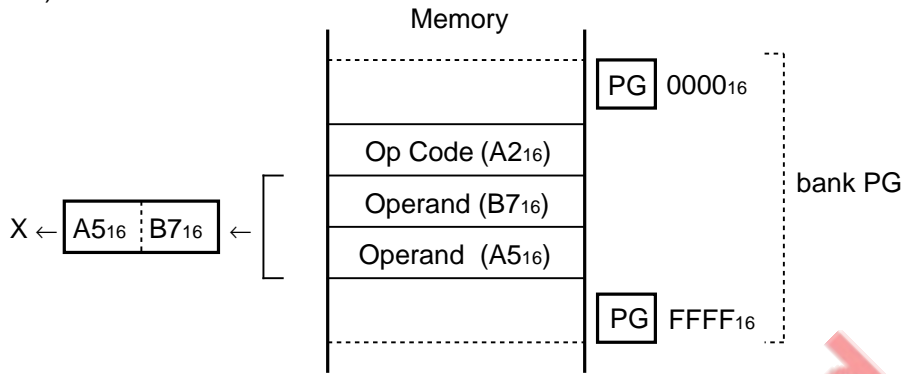 Memory
PG 0000₁₆
Op Code (A2₁₆)
bank PG
Operand (B7₁₆)
X ← A5₁₆ B7₁₆ ←
Operand (A5₁₆)
PG FFFF₁₆